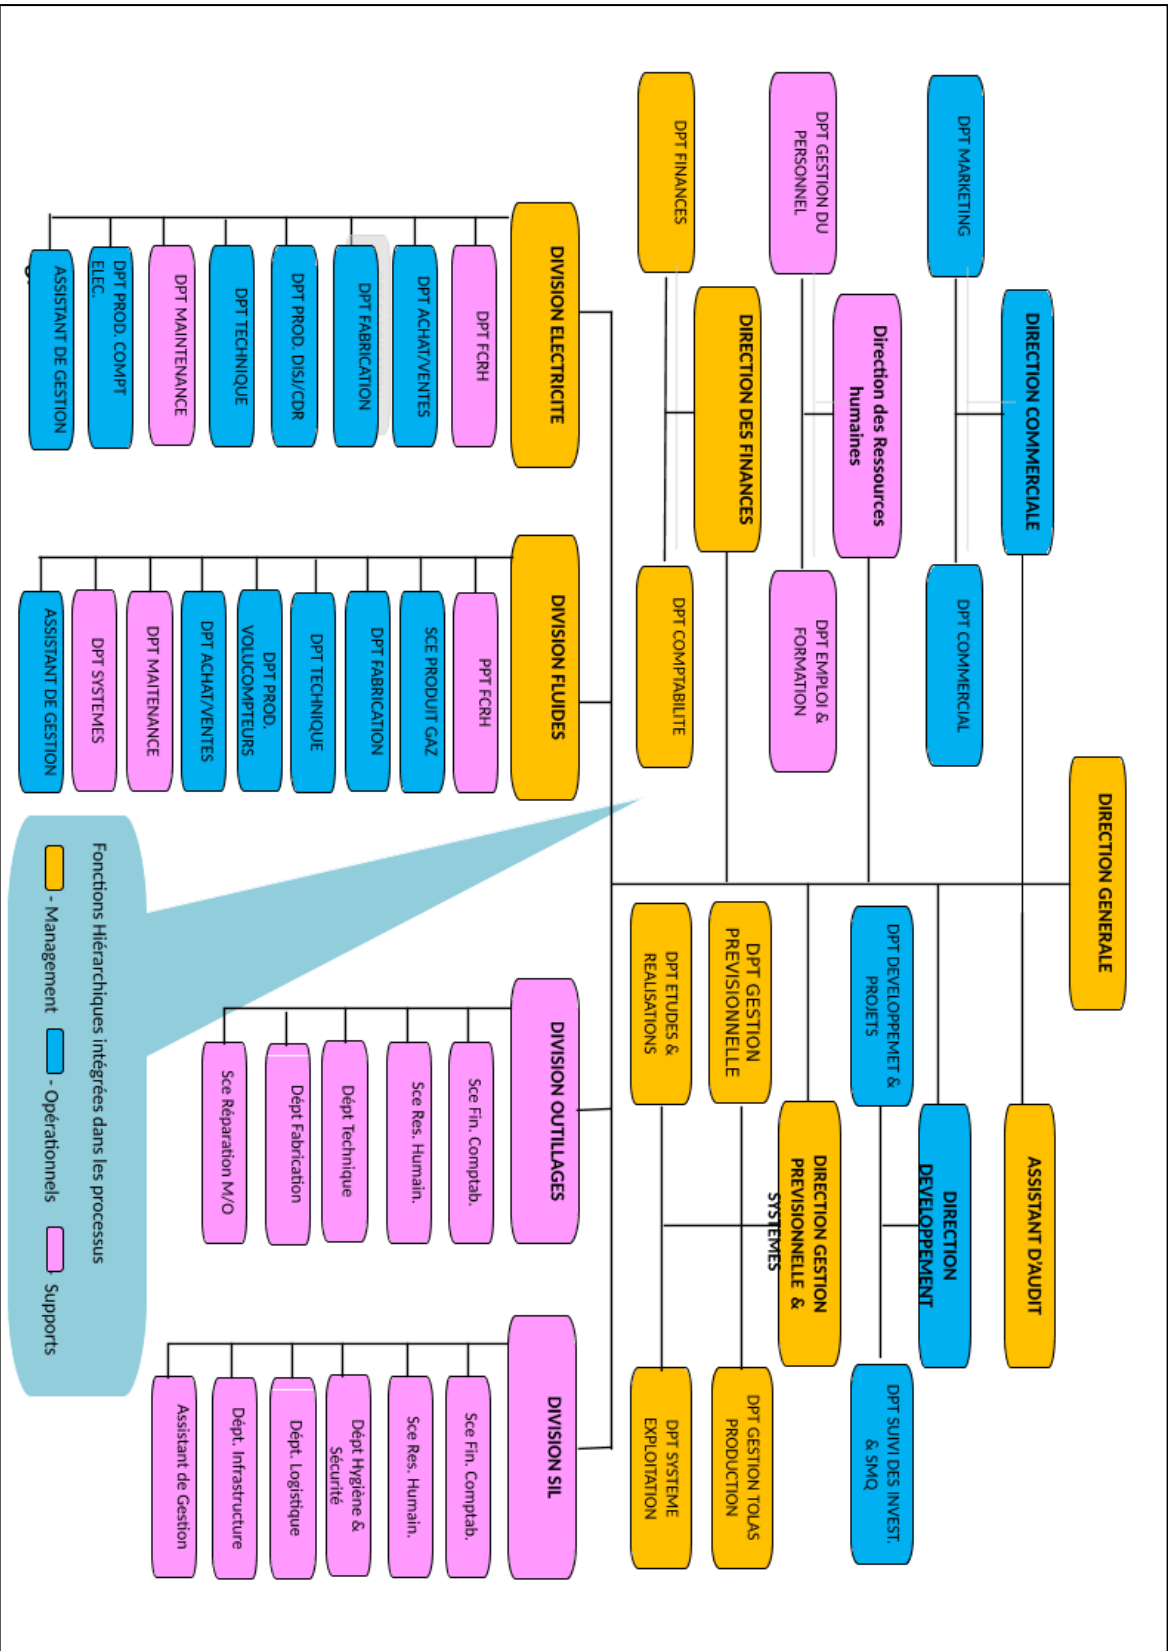 DIRECTION GENERALE
DIRECTION COMMERCIALE
ASSISTANT D'AUDIT
DPT MARKETING
DPT COMMERCIAL
DIRECTION
DEVELOPPEMENT
Direction des Ressources
humaines
DPT DEVELOPPEMET &
PROJETS
DPT SUIVI DES INVEST.
& SMQ
DPT GESTION DU
PERSONNEL
DPT EMPLOI &
FORMATION
DIRECTION GESTION
PREVISIONNELLE &
SYSTEMES
DIRECTION DES FINANCES
DPT GESTION
PREVISIONNELLE
DPT GESTION TOLAS
PRODUCTION
DPT FINANCES
DPT COMPTABILITE
DPT ETUDES &
REALISATIONS
DPT SYSTEME
EXPLOITATION
DIVISION ELECTRICITE
DPT FCRH
DPT ACHAT/VENTES
DPT FABRICATION
DPT PROD. DISJ/CDR
DPT TECHNIQUE
DPT MAINTENANCE
DPT PROD. COMPT
ELEC.
ASSISTANT DE GESTION
DIVISION FLUIDES
PPT FCRH
SCE PRODUIT GAZ
DPT FABRICATION
DPT TECHNIQUE
DPT PROD.
VOLUCOMPTEURS
DPT ACHAT/VENTES
DPT MAITENANCE
DPT SYSTEMES
ASSISTANT DE GESTION
DIVISION OUTILLAGES
Sce Fin. Comptab.
Sce Res. Humain.
Dépt Technique
Dépt Fabrication
Sce Réparation M/O
DIVISION SIL
Sce Fin. Comptab.
Sce Res. Humain.
Dépt Hygiène &
Sécurité
Dépt. Logistique
Dépt. Infrastructure
Assistant de Gestion
Fonctions Hiérarchiques intégrées dans les processus
- Management - Opérationnels Supports